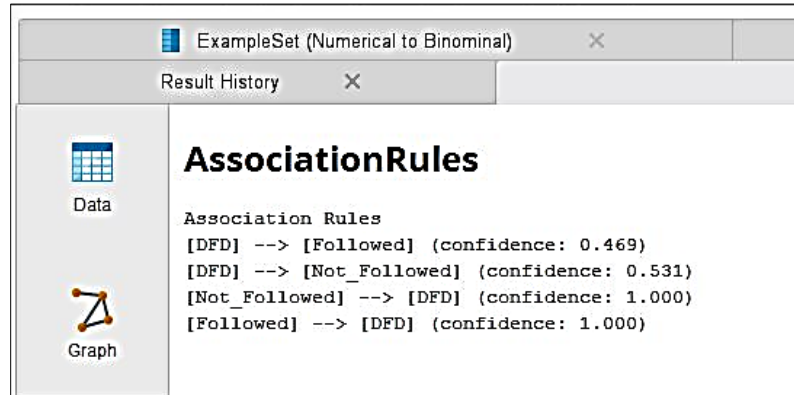 ExampleSet (Numerical to Binominal)
Result History
AssociationRules
Data
Association Rules
[DFD] --> [Followed] (confidence: 0.469)
[DFD] --> [Not_Followed] (confidence: 0.531)
[Not_Followed] --> [DFD] (confidence: 1.000)
[Followed] --> [DFD] (confidence: 1.000)
Graph